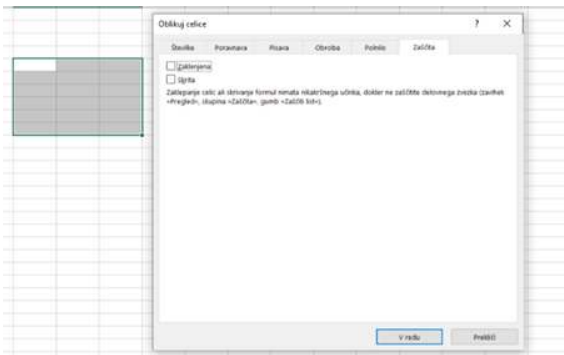 Oblikuj celice
? ×
Številke Poravnava Pisava Obroba Polnilo Zaščita
Zaklenjena
Skrita
Zaklepanje celic ali skrivanje formul nimata nikakršnega učinka, dokler ne zaščitite delovnega zvezka (zavihek
»Pregled«, skupina »Zaščita«, gumb »Zaščiti list«).
V redu Prekliči